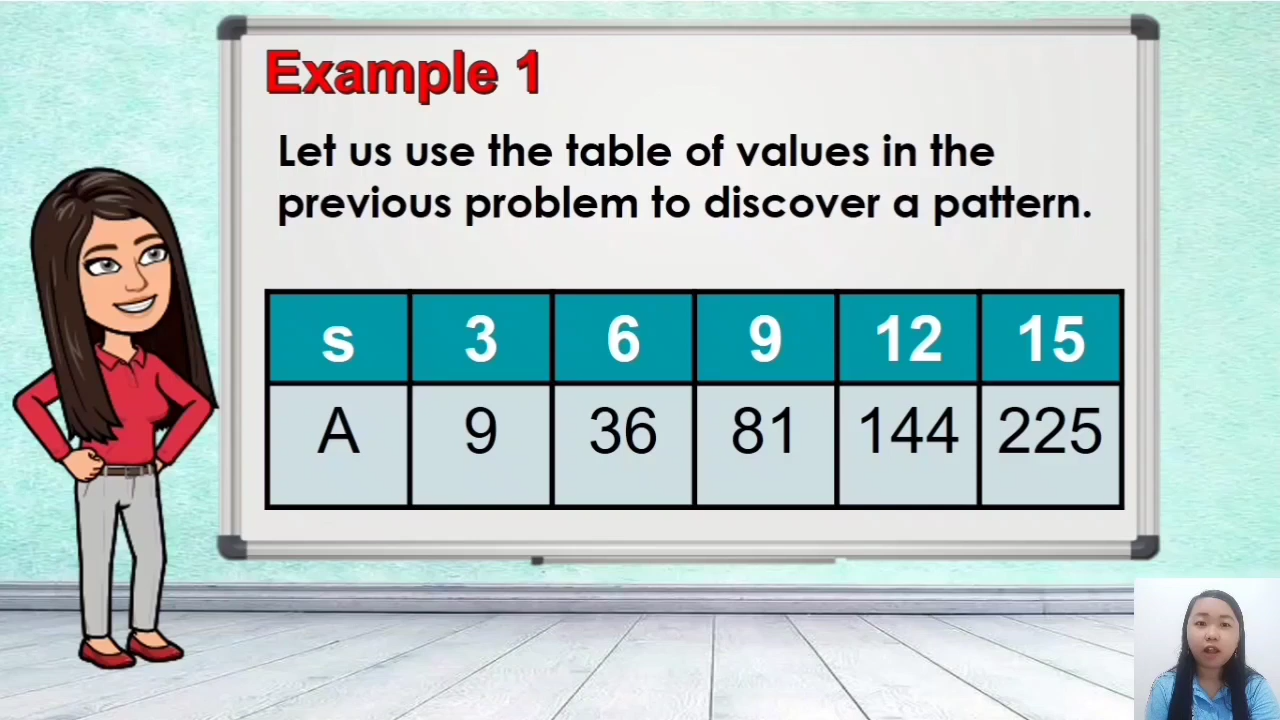 Example 1
Let us use the table of values in the
previous problem to discover a pattern.
s 3 6 9 12 15
A 9 36 81 144 225